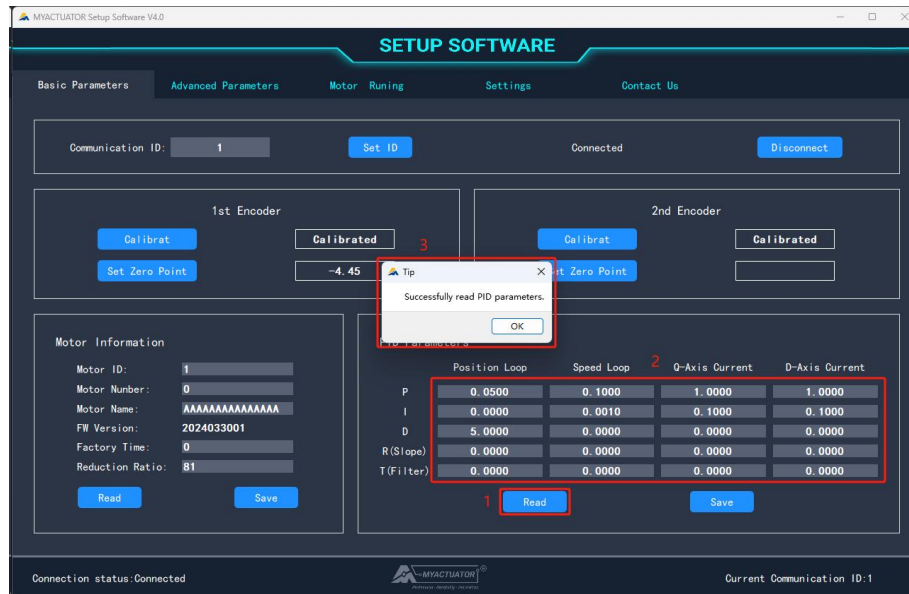 MYACTUATOR Setup Software V4.0
SETUP SOFTWARE
Basic Parameters Advanced Parameters Motor Runing Settings Contact Us
Communication ID: 1 Set ID Connected Disconnect
1st Encoder
Calibrat Calibrated
Set Zero Point -4.45
2nd Encoder
Calibrat Calibrated
et Zero Point
3
Tip
Successfully read PID parameters.
OK
Motor Information
Motor ID: 1
Motor Nunber: 0
Motor Name: AAAAAAAAAAAAAAA
FW Version: 2024033001
Factory Time: 0
Reduction Ratio: 81
Read Save
PID Parameters
2
Position Loop Speed Loop Q-Axis Current D-Axis Current
P 0.0500 0.1000 1.0000 1.0000
I 0.0000 0.0010 0.1000 0.1000
D 5.0000 0.0000 0.0000 0.0000
R(Slope) 0.0000 0.0000 0.0000 0.0000
T(Filter) 0.0000 0.0000 0.0000 0.0000
1 Read Save
Connection status:Connected
MYACTUATOR®
Current Communication ID:1